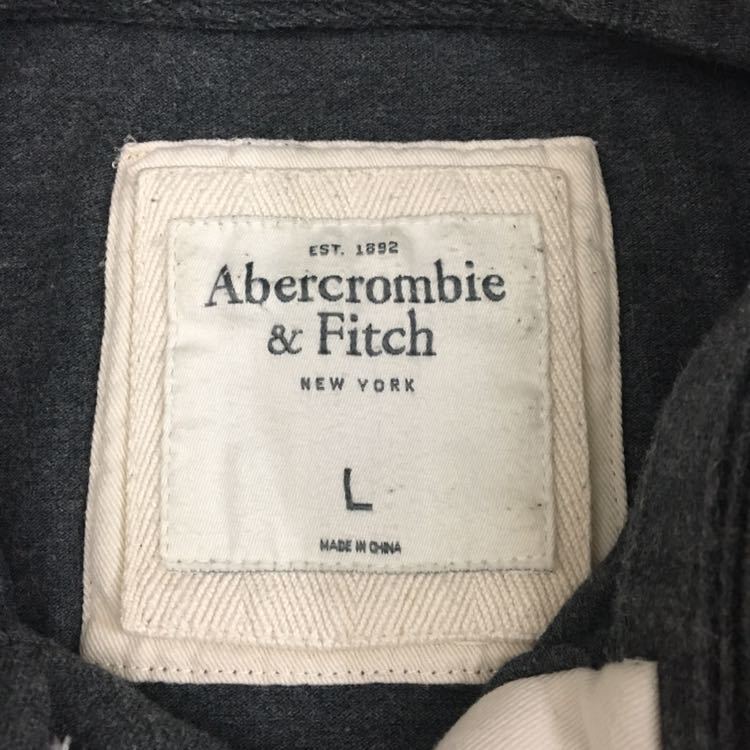 EST. 1892
Abercrombie
& Fitch
NEW YORK
L
MADE IN CHINA